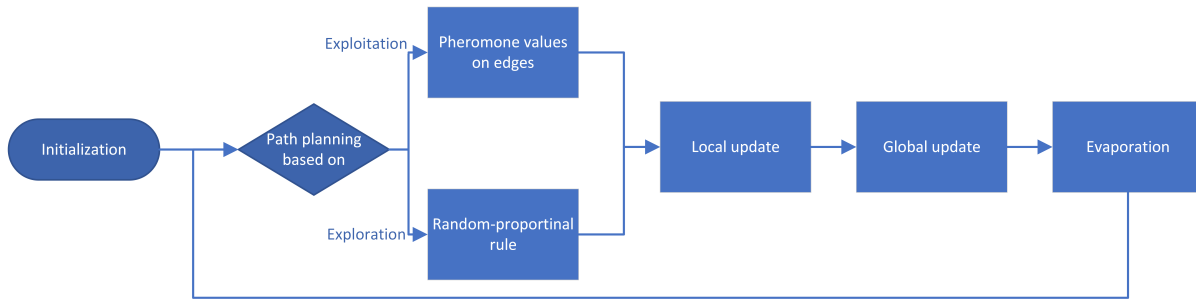 Initialization
Path planning
based on
Exploitation
Pheromone values
on edges
Exploration
Random-proportinal
rule
Local update
Global update
Evaporation